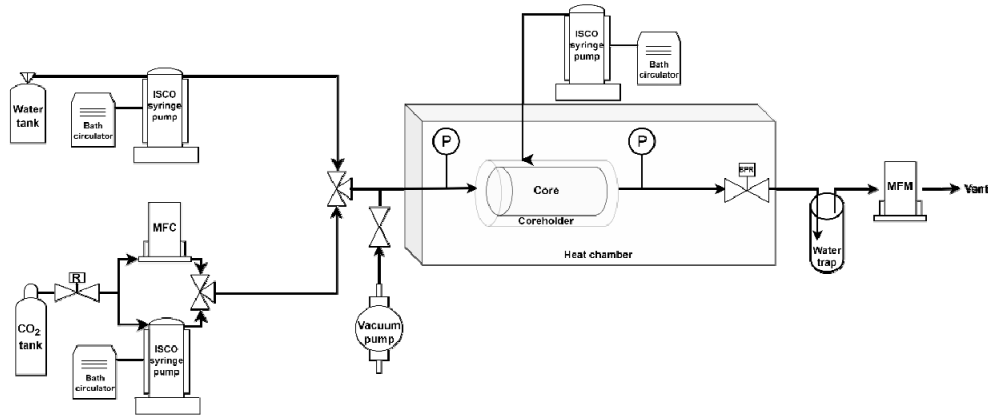 ISCO
syringe
pump
Bath
circulator
Water
tank
Bath
circulator
ISCO
syringe
pump
P
P
BPR
Core
Coreholder
Heat chamber
MFM
Vent
Water
trap
MFC
R
CO2
tank
ISCO
syringe
pump
Bath
circulator
Vacuum
pump